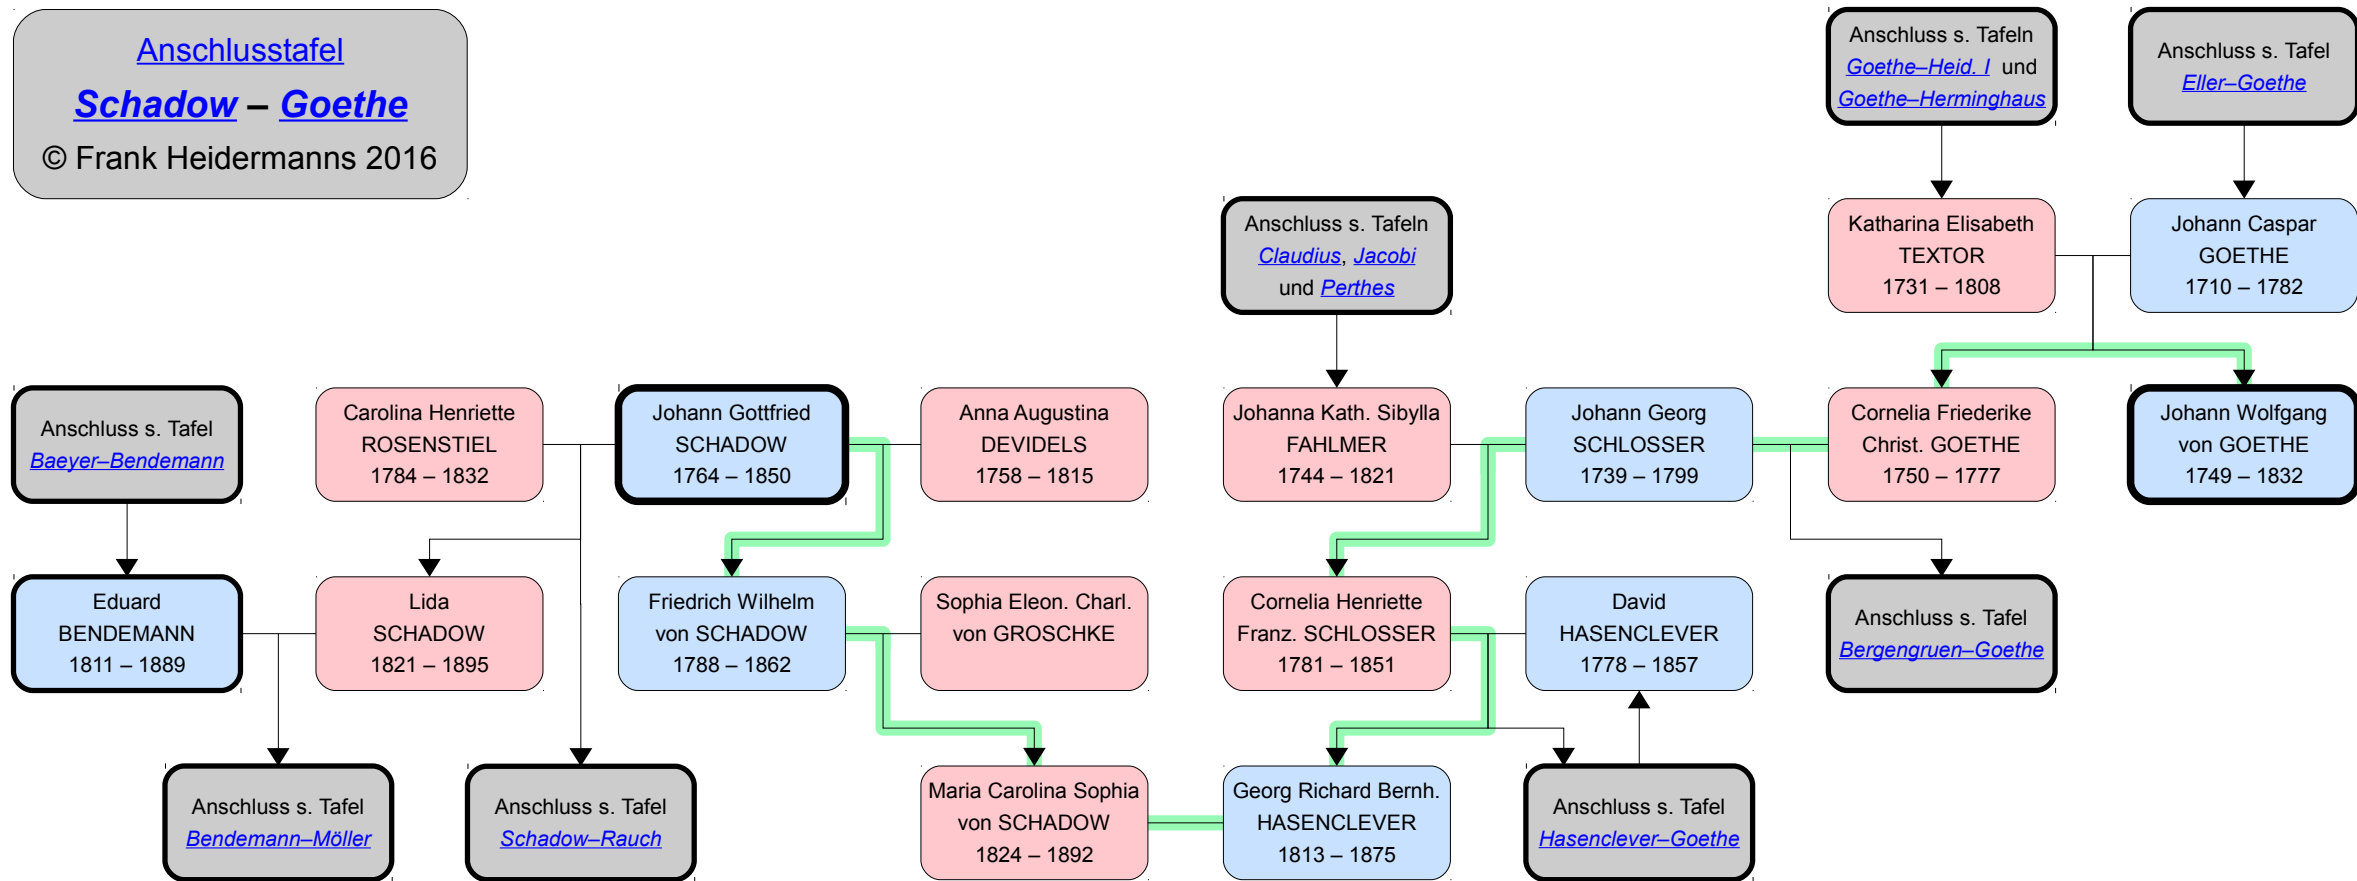 Anschlusstafel
Schadow – Goethe
© Frank Heidermanns 2016
Anschluss s. Tafeln
Goethe–Heid. I und
Goethe–Herminghaus
Anschluss s. Tafel
Eller–Goethe
Anschluss s. Tafeln
Claudius, Jacobi
und Perthes
Katharina Elisabeth
TEXTOR
1731 – 1808
Johann Caspar
GOETHE
1710 – 1782
Anschluss s. Tafel
Baeyer–Bendemann
Carolina Henriette
ROSENSTIEL
1784 – 1832
Johann Gottfried
SCHADOW
1764 – 1850
Anna Augustina
DEVIDELS
1758 – 1815
Johanna Kath. Sibylla
FAHLMER
1744 – 1821
Johann Georg
SCHLOSSER
1739 – 1799
Cornelia Friederike
Christ. GOETHE
1750 – 1777
Johann Wolfgang
von GOETHE
1749 – 1832
Eduard
BENDEMANN
1811 – 1889
Lida
SCHADOW
1821 – 1895
Friedrich Wilhelm
von SCHADOW
1788 – 1862
Sophia Eleon. Charl.
von GROSCHKE
Cornelia Henriette
Franz. SCHLOSSER
1781 – 1851
David
HASENCLEVER
1778 – 1857
Anschluss s. Tafel
Bergengruen–Goethe
Anschluss s. Tafel
Bendemann–Möller
Anschluss s. Tafel
Schadow–Rauch
Maria Carolina Sophia
von SCHADOW
1824 – 1892
Georg Richard Bernh.
HASENCLEVER
1813 – 1875
Anschluss s. Tafel
Hasenclever–Goethe